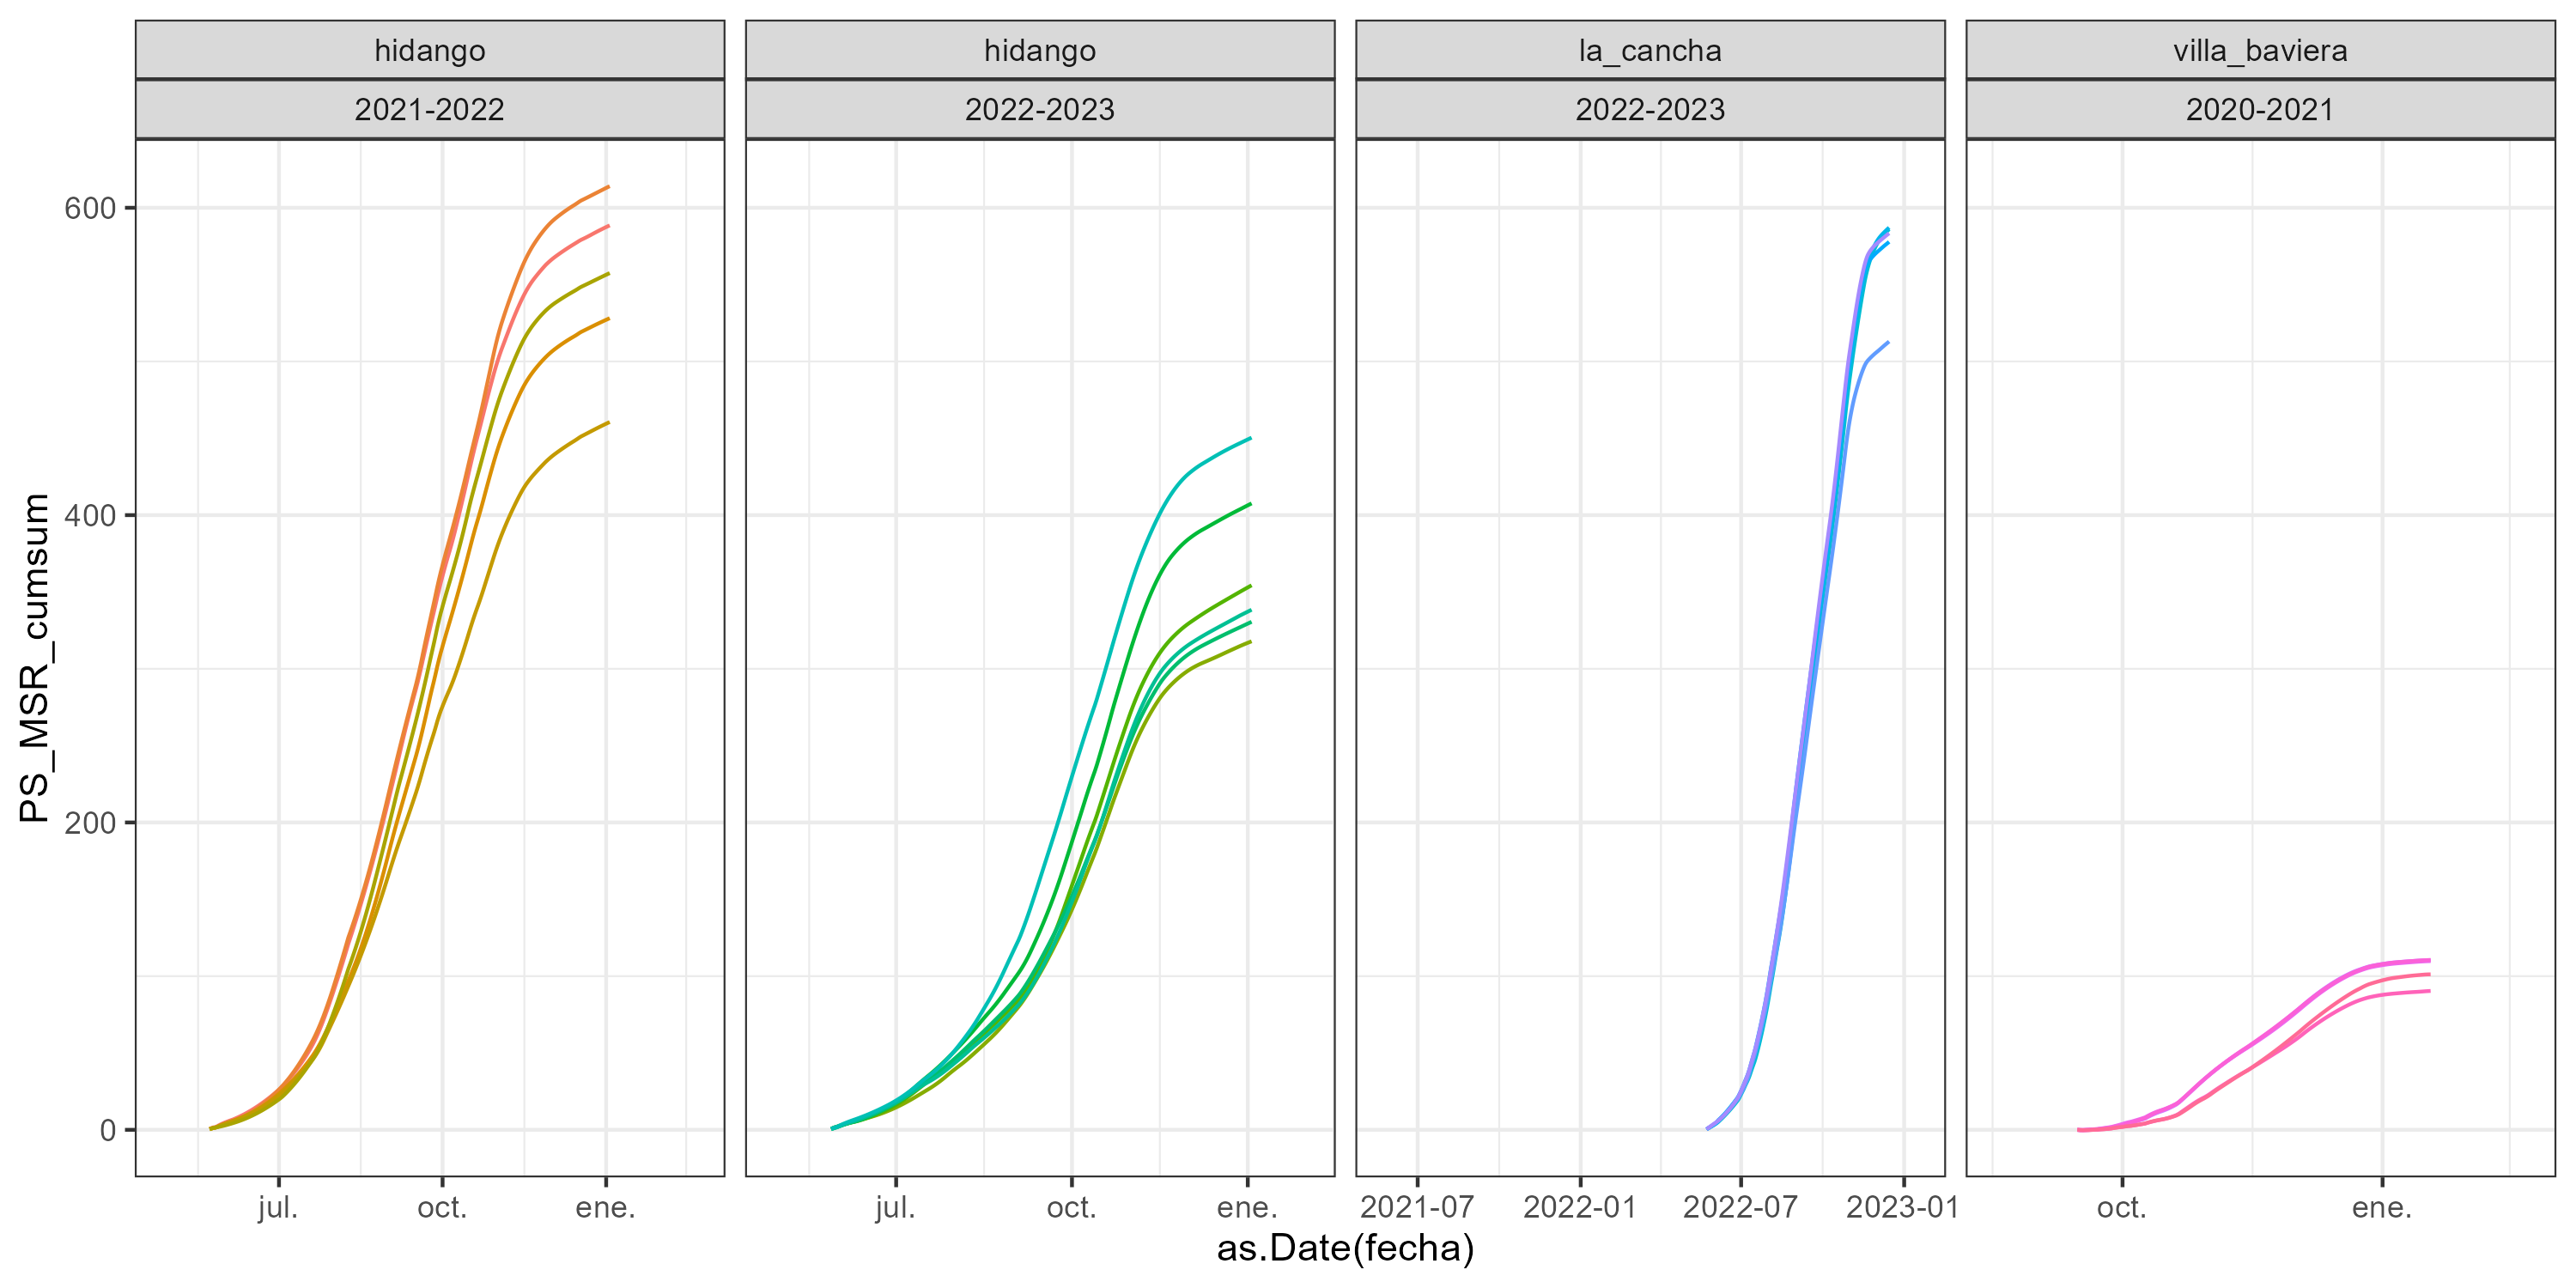 hidango
hidango
la_cancha
villa_baviera
2021-2022
2022-2023
2022-2023
2020-2021
PS_MSR_cumsum
600
400
200
0
jul. oct. ene.
jul. oct. ene.
2021-07 2022-01 2022-07 2023-01
oct. ene.
as.Date(fecha)